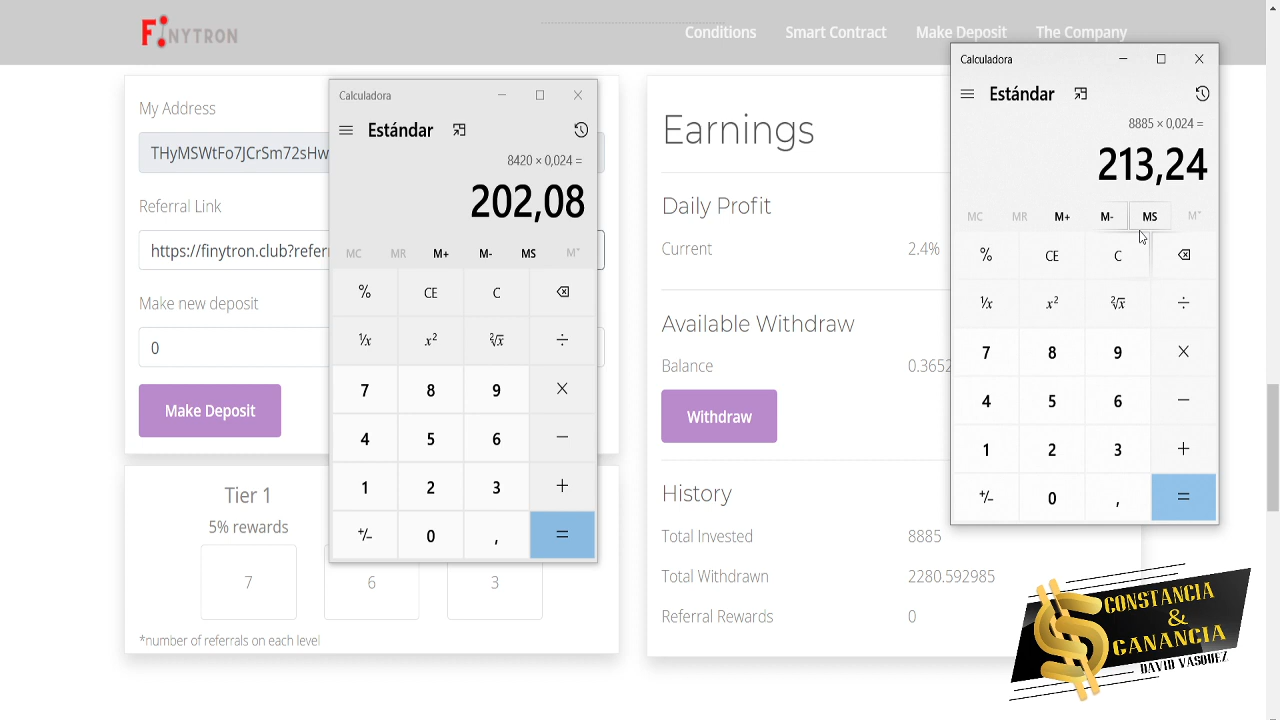 FINYTRON
Conditions
Smart Contract
Make Deposit
The Company
My Address
THyMSWtFo7JCrSm72sHw
Referral Link
https://finytron.club?refer
Make new deposit
0
Make Deposit
Tier 1
5% rewards
7
6
3
*number of referrals on each level
Calculadora
Estándar
8420 × 0,024 =
202,08
MC MR M+ M- MS M˅
% CE C
⅟x x² ²√x ÷
7 8 9 ×
4 5 6 −
1 2 3 +
+/− 0 , =
Earnings
Daily Profit
Current 2.4%
Available Withdraw
Balance 0.3652
Withdraw
History
Total Invested 8885
Total Withdrawn 2280.592985
Referral Rewards 0
Calculadora
Estándar
8885 × 0,024 =
213,24
MC MR M+ M- MS M˅
% CE C
⅟x x² ²√x ÷
7 8 9 ×
4 5 6 −
1 2 3 +
+/− 0 , =
CONSTANCIA
&
GANANCIA
DAVID VASQUEZ